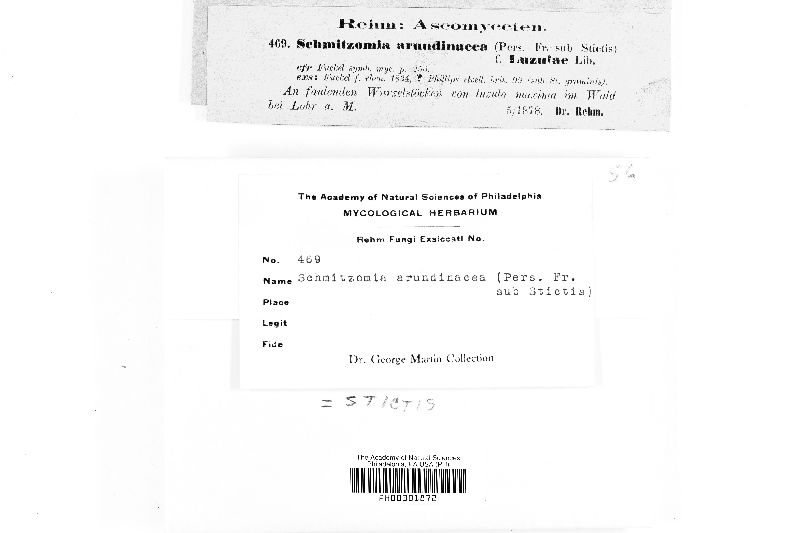 Rehm: Ascomyceten.
469. Schmitzomia arundinacea (Pers. Fr. sub Stictis)
f. Luzulae Lib.
cfr Fuckel symb. myc. p.
exs: Fuckel f. rhen. 1834, ? Phillips elvell. brit. 99 (sub St. graminis).
An faulenden Wurzelstöcken von luzula maxima im Wald
bei Lohr a. M.
5/1878. Dr. Rehm.
56
The Academy of Natural Sciences of Philadelphia
MYCOLOGICAL HERBARIUM
Rehm Fungi Exsiccati No.
No. 469
Name Schmitzomia arundinacea (Pers. Fr.
sub Stictis)
Place
Legit
Fide
Dr. George Martin Collection
= STICTIS
The Academy of Natural Sciences
Philadelphia, PA USA (PH)
PH00001872